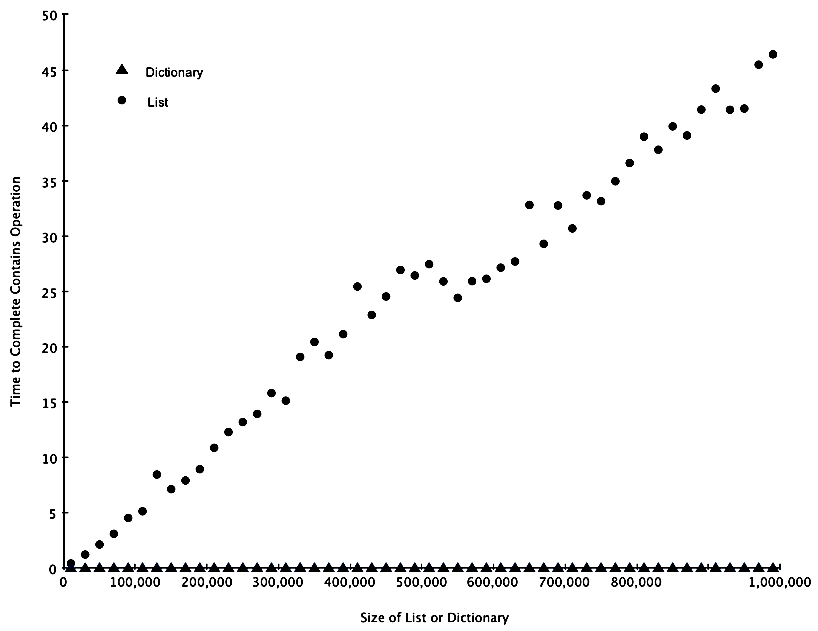 50
45
40
35
30
25
20
15
10
5
0
Dictionary
List
Time to Complete Contains Operation
0 100,000 200,000 300,000 400,000 500,000 600,000 700,000 800,000 1,000,000
Size of List or Dictionary